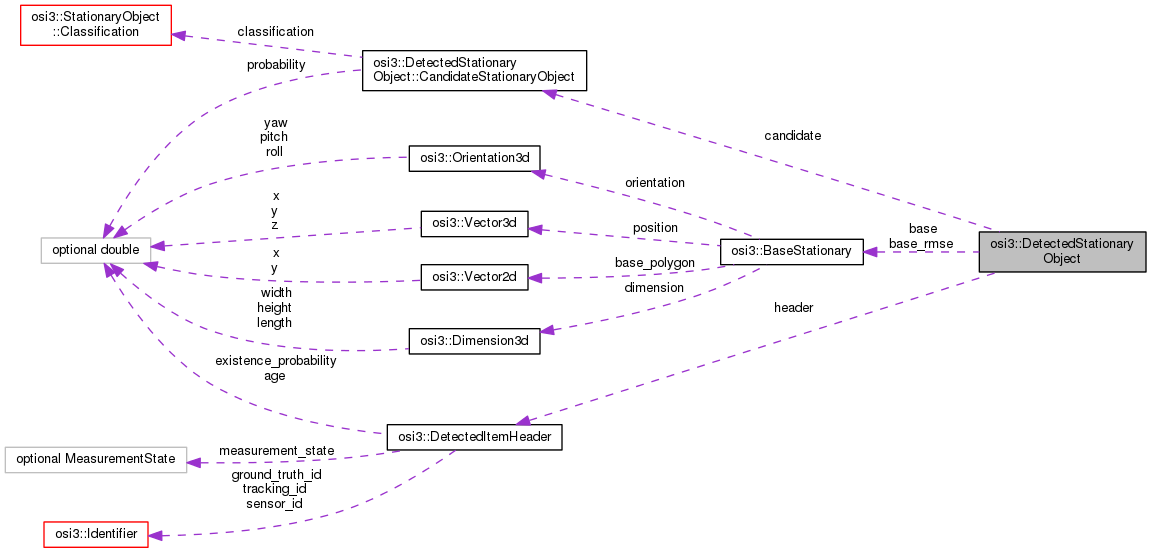 osi3::StationaryObject
::Classification
classification
probability
osi3::DetectedStationary
Object::CandidateStationaryObject
candidate
yaw
pitch
roll
osi3::Orientation3d
orientation
x
y
z
osi3::Vector3d
position
optional double
x
y
osi3::Vector2d
base_polygon
osi3::BaseStationary
base
base_rmse
osi3::DetectedStationary
Object
width
height
length
osi3::Dimension3d
dimension
header
existence_probability
age
osi3::DetectedItemHeader
optional MeasurementState
measurement_state
ground_truth_id
tracking_id
sensor_id
osi3::Identifier